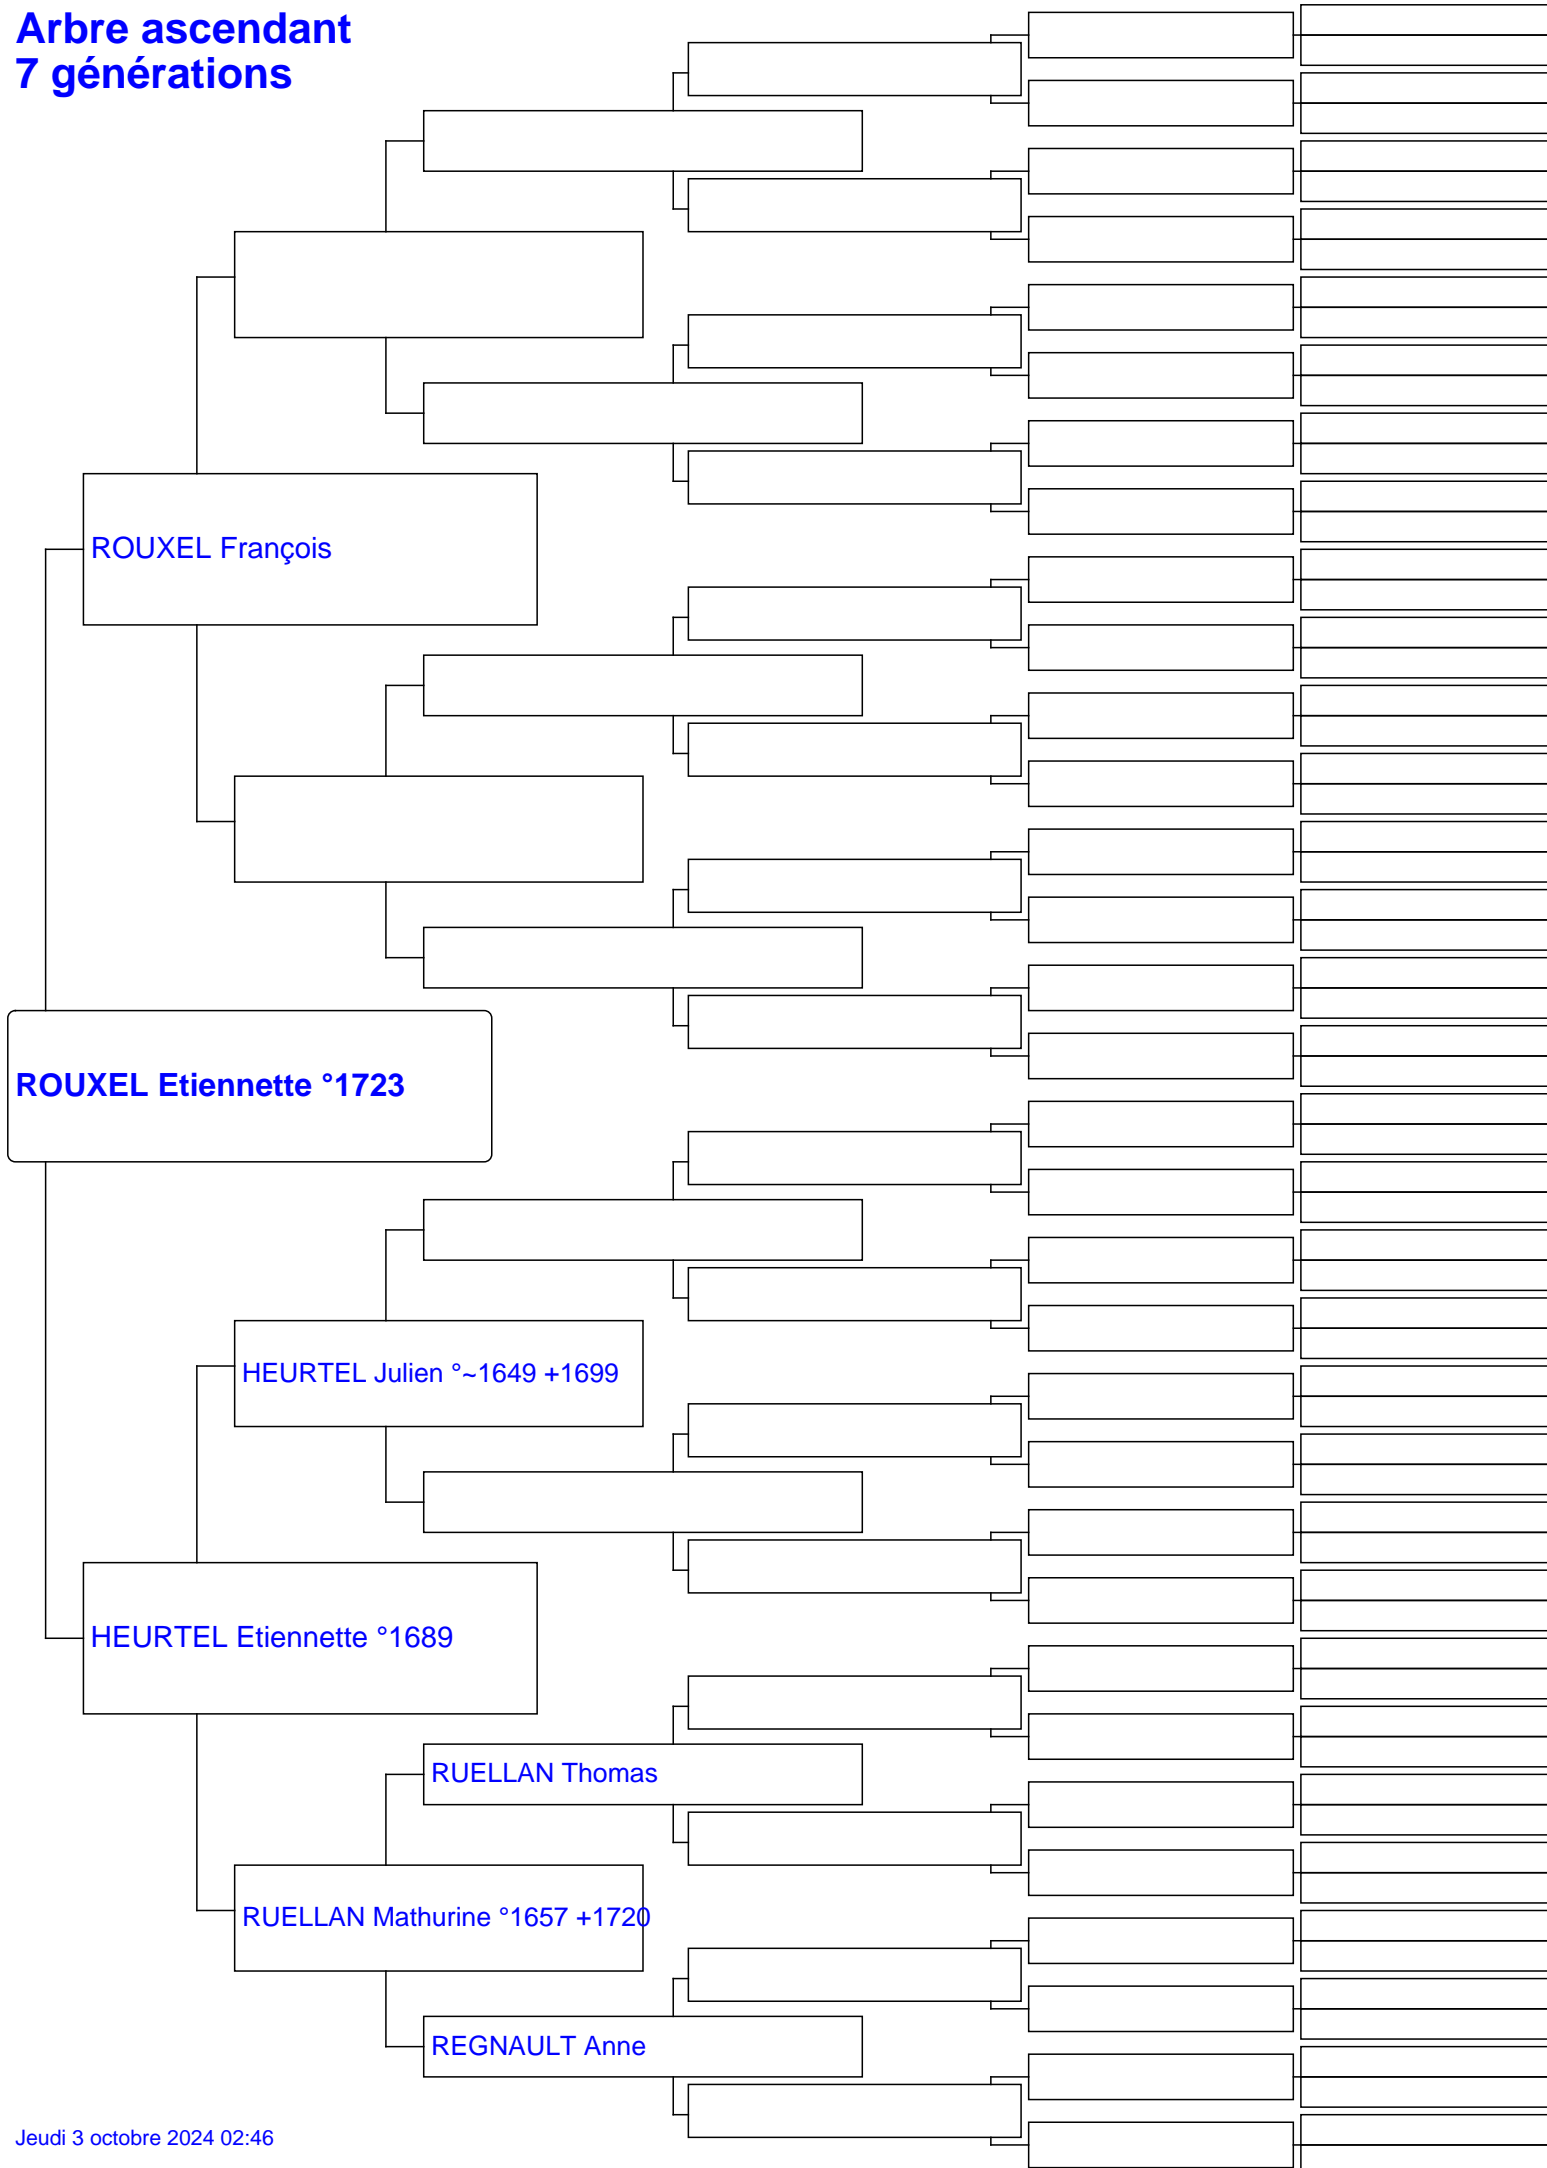 Arbre ascendant
7 générations
ROUXEL François
ROUXEL Etiennette °1723
HEURTEL Julien °~1649 +1699
HEURTEL Etiennette °1689
RUELLAN Thomas
RUELLAN Mathurine °1657 +1720
REGNAULT Anne
Jeudi 3 octobre 2024 02:46